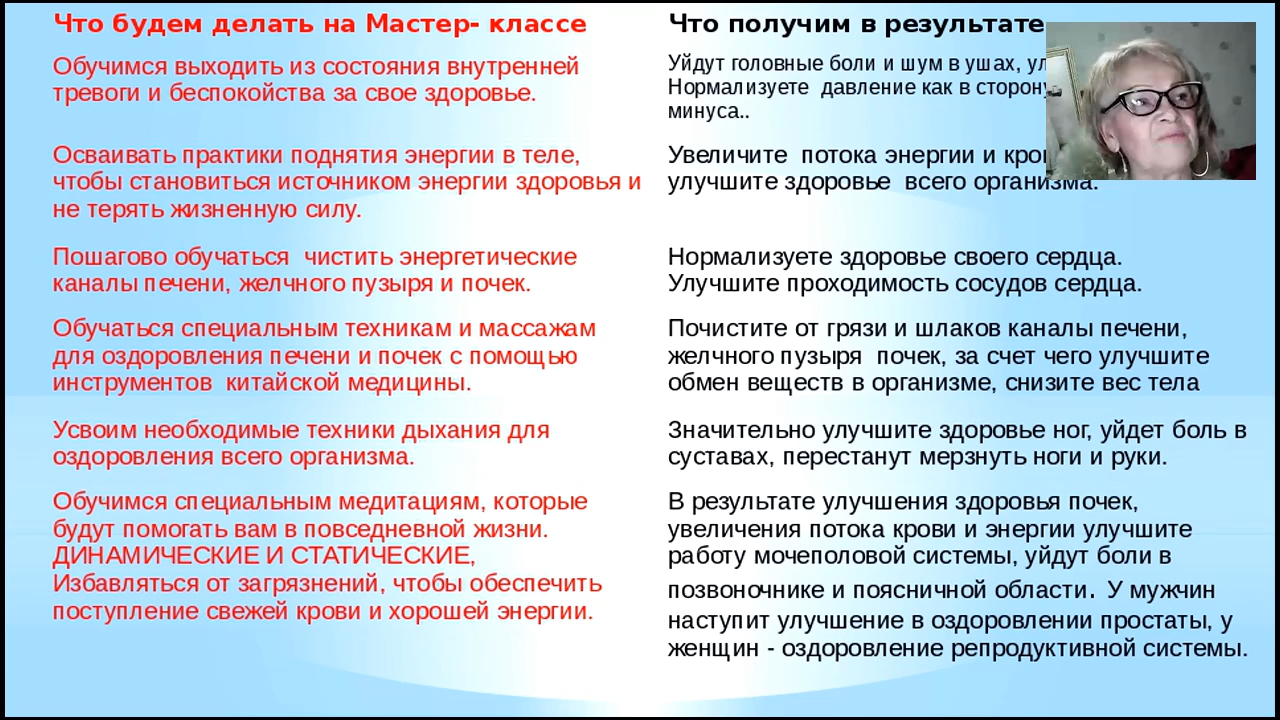 Что будем делать на Мастер- классе
Обучимся выходить из состояния внутренней
тревоги и беспокойства за свое здоровье.
Осваивать практики поднятия энергии в теле,
чтобы становиться источником энергии здоровья и
не терять жизненную силу.
Пошагово обучаться чистить энергетические
каналы печени, желчного пузыря и почек.
Обучаться специальным техникам и массажам
для оздоровления печени и почек с помощью
инструментов китайской медицины.
Усвоим необходимые техники дыхания для
оздоровления всего организма.
Обучимся специальным медитациям, которые
будут помогать вам в повседневной жизни.
ДИНАМИЧЕСКИЕ И СТАТИЧЕСКИЕ,
Избавляться от загрязнений, чтобы обеспечить
поступление свежей крови и хорошей энергии.
Что получим в результате
Уйдут головные боли и шум в ушах,
Нормализуете давление как в сторону
минуса..
Увеличите потока энергии и
улучшите здоровье всего организма.
Нормализуете здоровье своего сердца.
Улучшите проходимость сосудов сердца.
Почистите от грязи и шлаков каналы печени,
желчного пузыря почек, за счет чего улучшите
обмен веществ в организме, снизите вес тела
Значительно улучшите здоровье ног, уйдет боль в
суставах, перестанут мерзнуть ноги и руки.
В результате улучшения здоровья почек,
увеличения потока крови и энергии улучшите
работу мочеполовой системы, уйдут боли в
позвоночнике и поясничной области. У мужчин
наступит улучшение в оздоровлении простаты, у
женщин - оздоровление репродуктивной системы.